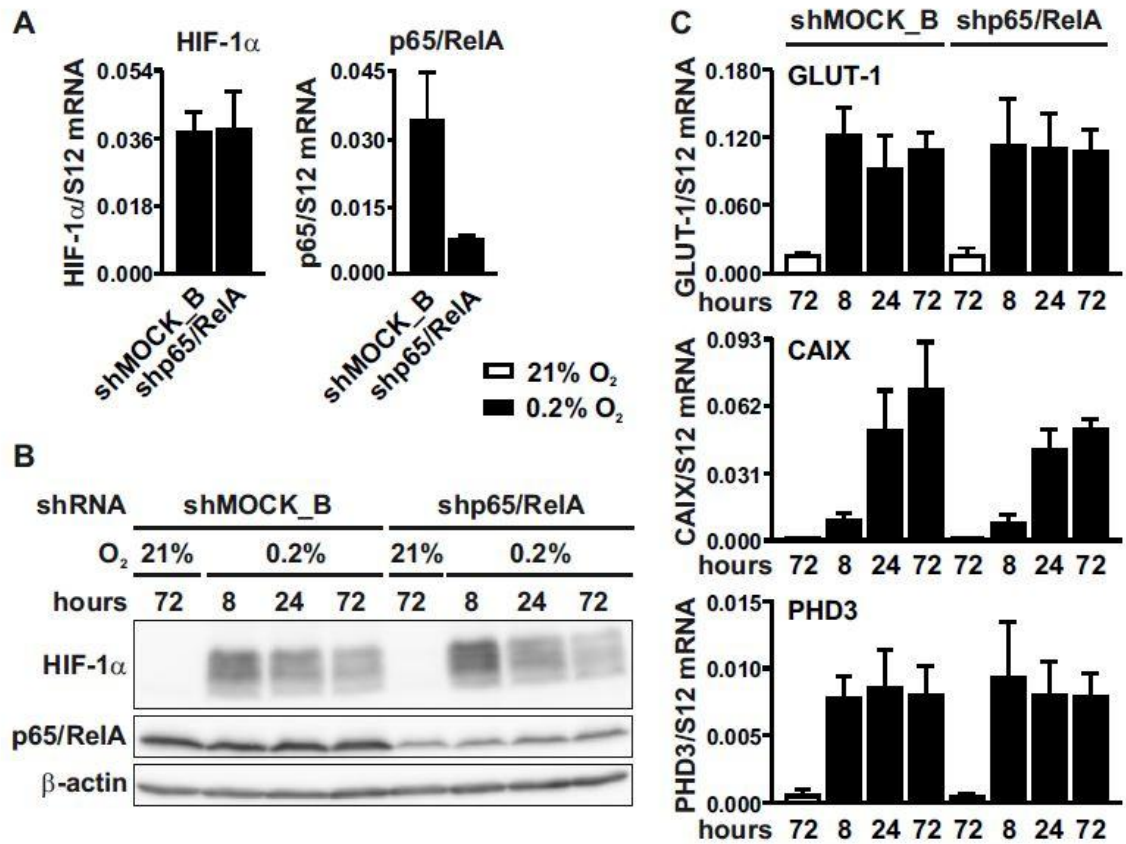 A
HIF-1α
HIF-1α/S12 mRNA
0.054
0.036
0.018
0.000
shMOCK_B
shp65/RelA
p65/RelA
p65/S12 mRNA
0.045
0.030
0.015
0.000
shMOCK_B
shp65/RelA
21% O2
0.2% O2
B
shRNA shMOCK_B shp65/RelA
O2 21% 0.2% 21% 0.2%
hours 72 8 24 72 72 8 24 72
HIF-1α
p65/RelA
β-actin
C
shMOCK_B shp65/RelA
GLUT-1
GLUT-1/S12 mRNA
0.180
0.120
0.060
0.000
hours 72 8 24 72 72 8 24 72
CAIX
CAIX/S12 mRNA
0.093
0.062
0.031
0.000
hours 72 8 24 72 72 8 24 72
PHD3
PHD3/S12 mRNA
0.015
0.010
0.005
0.000
hours 72 8 24 72 72 8 24 72